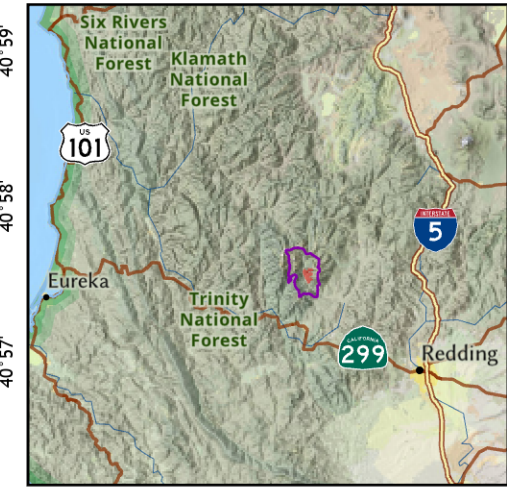 40°59'
40°58'
40°57'
Six Rivers
National
Forest
Klamath
National
Forest
US
101
INTERSTATE
5
Eureka
Trinity
National
Forest
CALIFORNIA
299
Redding